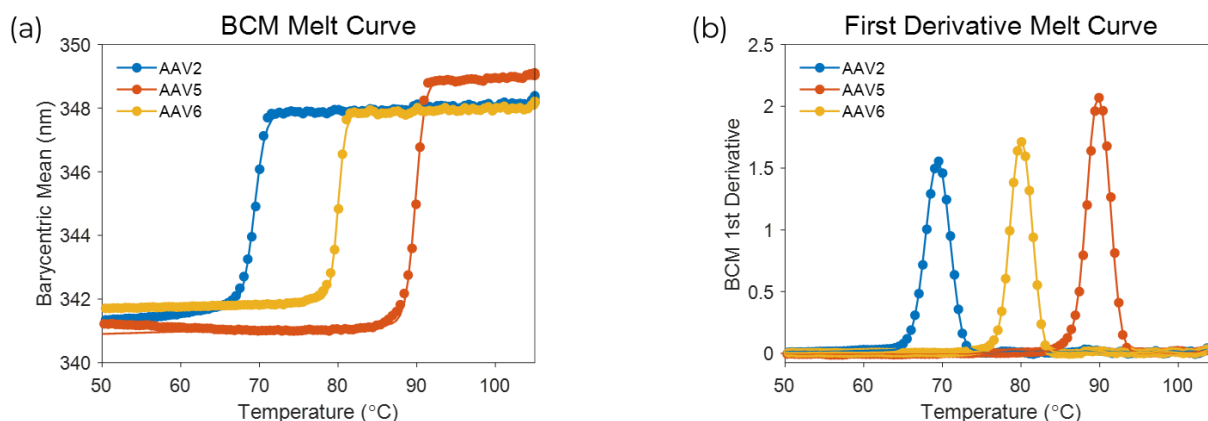 (a)
BCM Melt Curve
350
348
346
344
342
340
Barycentric Mean (nm)
AAV2
AAV5
AAV6
50 60 70 80 90 100
Temperature (°C)
(b)
First Derivative Melt Curve
2.5
2
1.5
1
0.5
0
BCM 1st Derivative
AAV2
AAV5
AAV6
50 60 70 80 90 100
Temperature (°C)